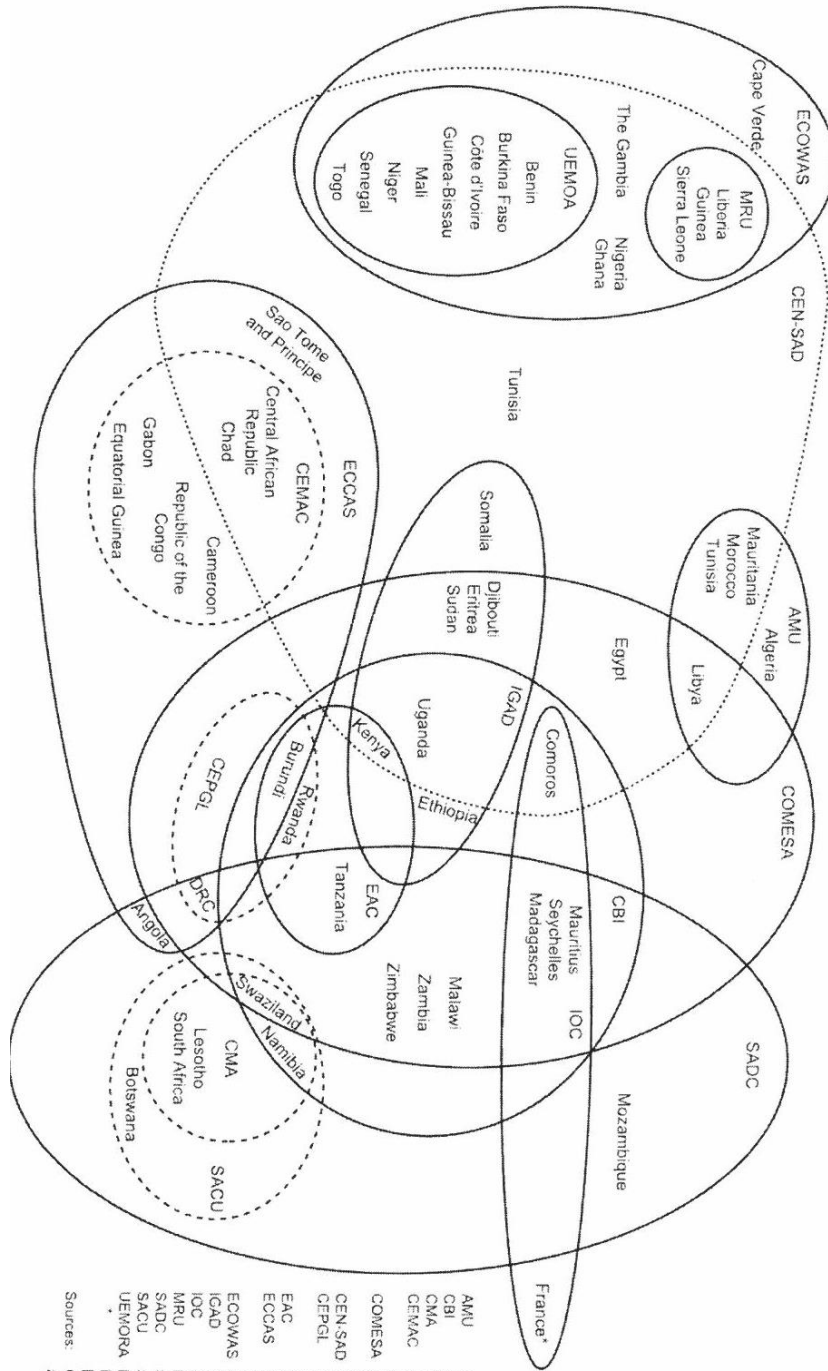 ECOWAS
Cape Verde
MRU
Liberia
Guinea
Sierra Leone
The Gambia
Nigeria
Ghana
UEMOA
Benin
Burkina Faso
Côte d'Ivoire
Guinea-Bissau
Mali
Niger
Senegal
Togo
CEN-SAD
Tunisia
AMU
Algeria
Mauritania
Morocco
Tunisia
Libya
COMESA
Egypt
Somalia
Djibouti
Eritrea
Sudan
IGAD
Uganda
Ethiopia
Kenya
Comoros
ECCAS
Sao Tome
and Principe
CEMAC
Central African
Republic
Chad
Cameroon
Republic of the
Congo
Gabon
Equatorial Guinea
Rwanda
Burundi
CEPGL
DRC
Angola
EAC
Tanzania
CBI
IOC
Mauritius
Seychelles
Madagascar
Malawi
Zambia
Zimbabwe
SADC
Mozambique
Swaziland
Namibia
CMA
Lesotho
South Africa
SACU
Botswana
France*
AMU
CBI
CMA
CEMAC
COMESA
CEN-SAD
CEPGL
EAC
ECCAS
ECOWAS
IGAD
IOC
MRU
SADC
SACU
UEMORA
*
Sources: